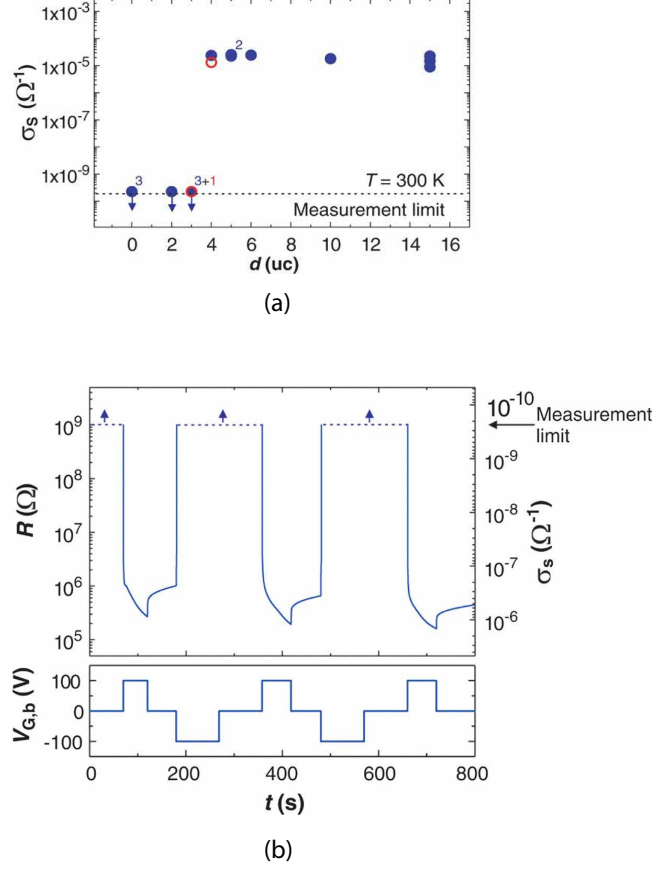 1x10⁻³
1x10⁻⁵
1x10⁻⁷
1x10⁻⁹
σₛ (Ω⁻¹)
2
3
3+1
T = 300 K
Measurement limit
0 2 4 6 8 10 12 14 16
d (uc)
(a)
10⁹
10⁸
10⁷
10⁶
10⁵
R (Ω)
10⁻¹⁰
10⁻⁹
10⁻⁸
10⁻⁷
10⁻⁶
σₛ (Ω⁻¹)
Measurement
limit
100
0
-100
V_G,b (V)
0 200 400 600 800
t (s)
(b)